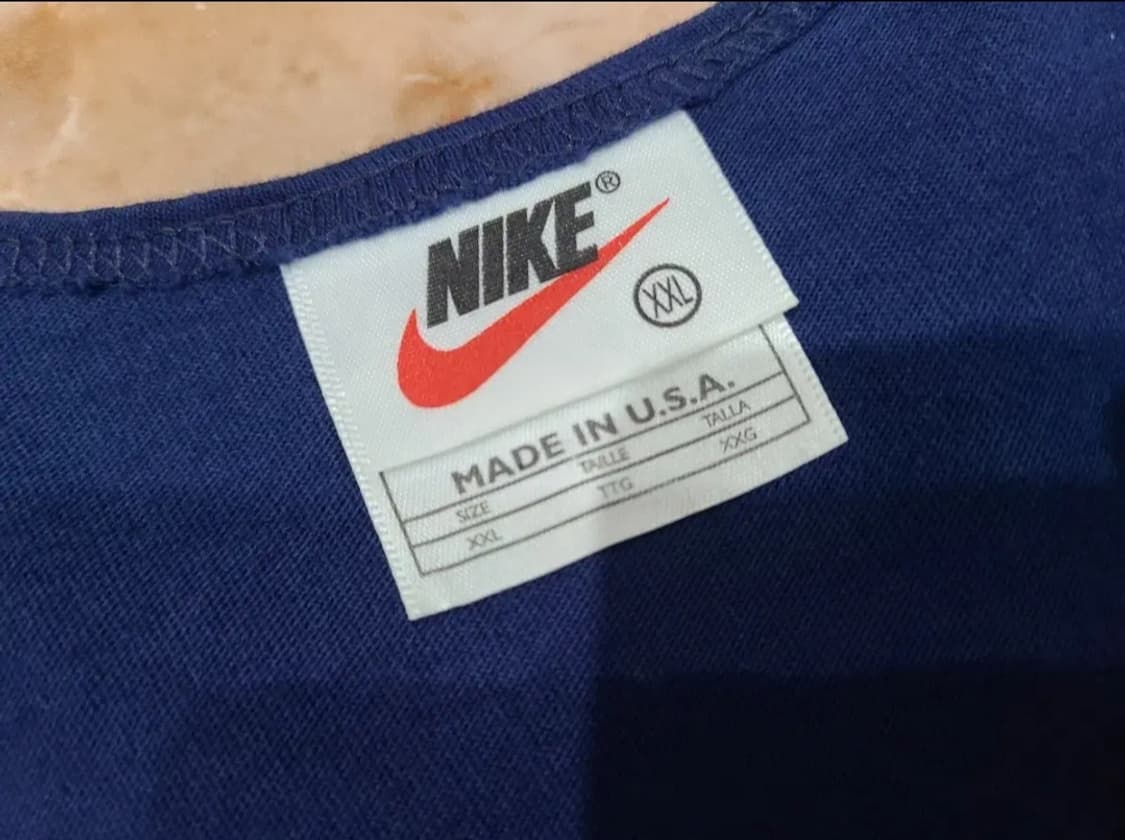 NIKE®
XXL
MADE IN U.S.A.
SIZE TAILLE TALLA
XXL TTG XXG